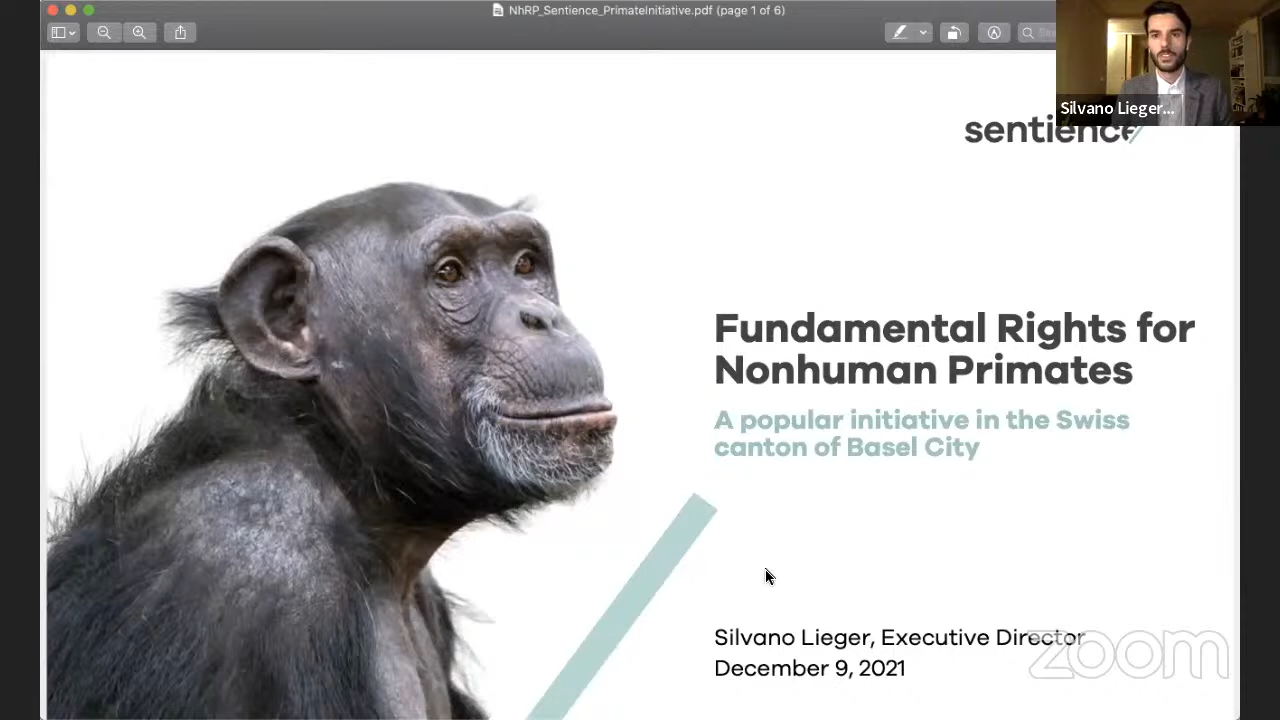 NhRP_Sentience_PrimateInitiative.pdf (page 1 of 6)
Silvano Lieger...
sentience
Fundamental Rights for
Nonhuman Primates
A popular initiative in the Swiss
canton of Basel City
Silvano Lieger, Executive Director
December 9, 2021
zoom